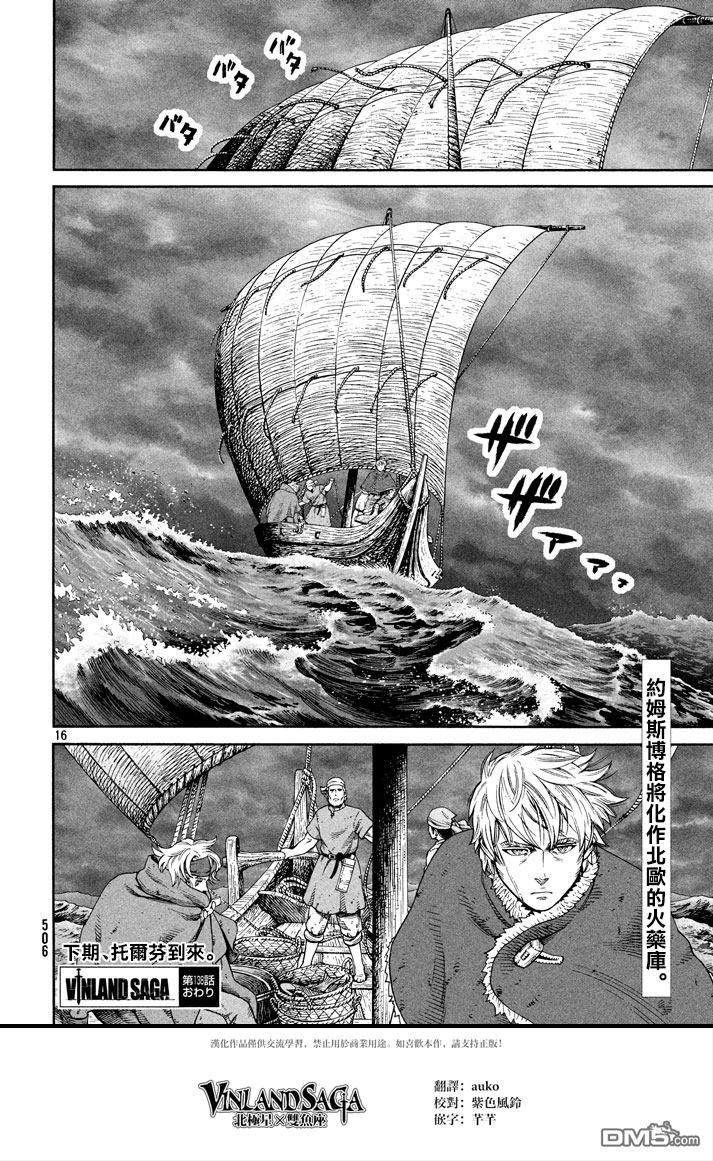 バタ
バタ
バタ
ザザァァァ
16
約姆斯博格將化作北歐的火藥庫。
506
下期、托爾芬到來。
VINLAND SAGA
第138話
おわり
漢化作品僅供交流學習，禁止用於商業用途。如喜歡本作，請支持正版！
VINLAND SAGA
北極星×雙魚座
翻譯：auko
校對：紫色風鈴
嵌字：芊芊
DM5.com